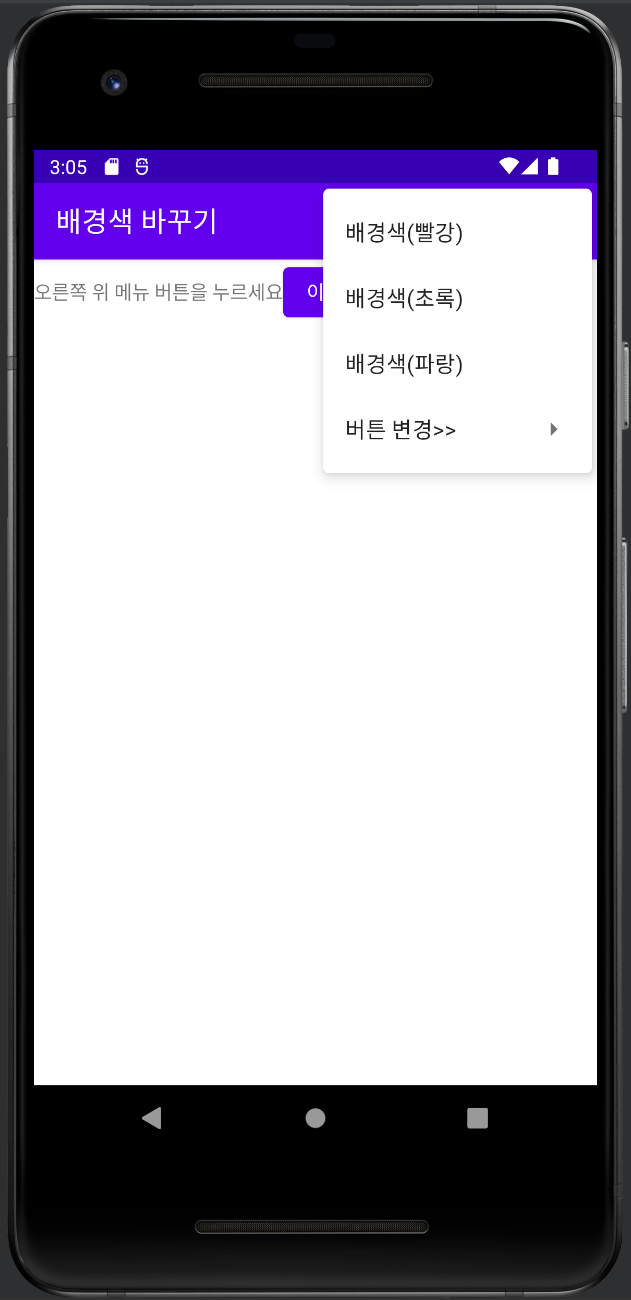 3:05
배경색 바꾸기
오른쪽 위 메뉴 버튼을 누르세요
배경색(빨강)
배경색(초록)
배경색(파랑)
버튼 변경>>